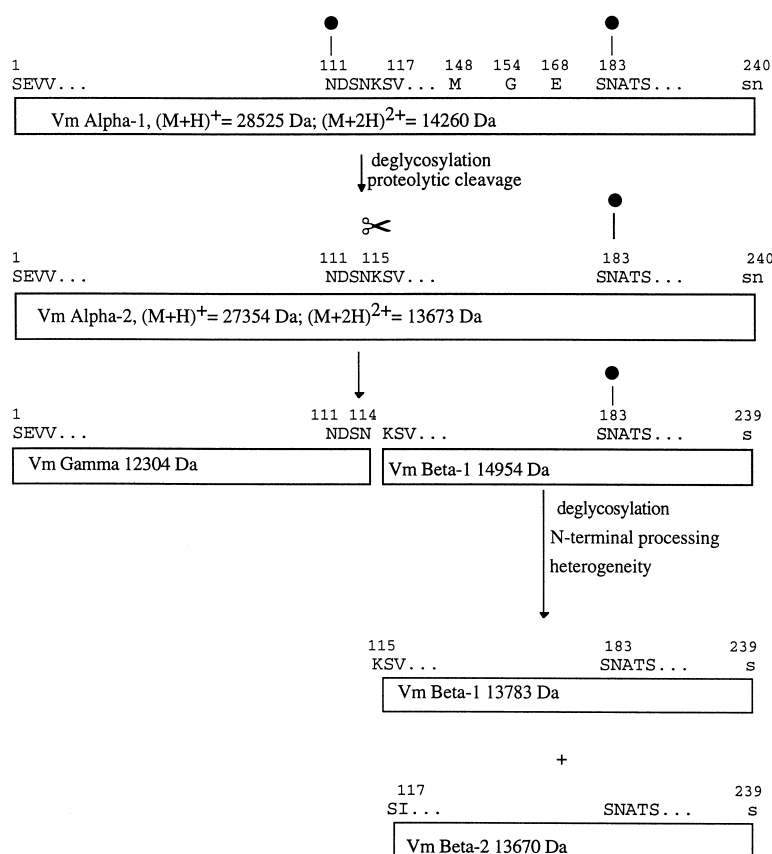 1 111 117 148 154 168 183 240
SEVV... NDSNKSV... M G E SNATS... sn
Vm Alpha-1, (M+H)+= 28525 Da; (M+2H)2+= 14260 Da
deglycosylation
proteolytic cleavage
1 111 115 183 240
SEVV... NDSNKSV... SNATS... sn
Vm Alpha-2, (M+H)+= 27354 Da; (M+2H)2+= 13673 Da
1 111 114 183 239
SEVV... NDSN KSV... SNATS... s
Vm Gamma 12304 Da Vm Beta-1 14954 Da
deglycosylation
N-terminal processing
heterogeneity
115 183 239
KSV... SNATS... s
Vm Beta-1 13783 Da
+
117 239
SI... SNATS... s
Vm Beta-2 13670 Da